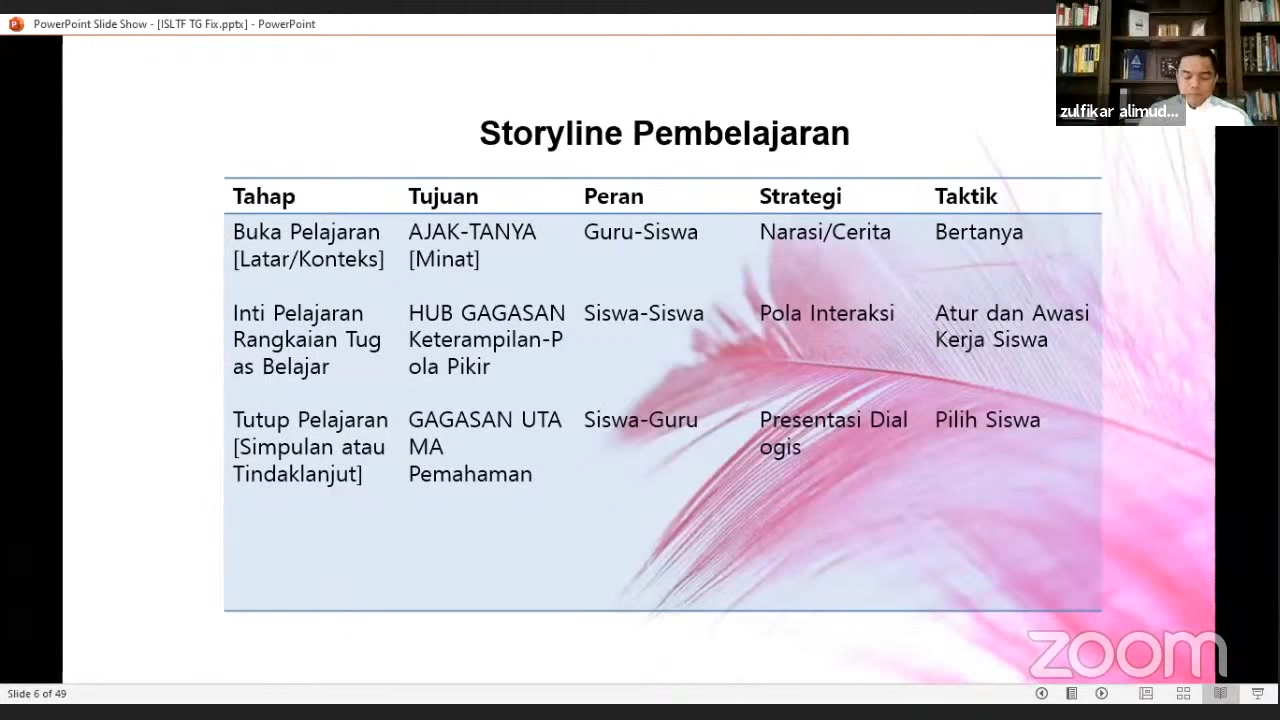 PowerPoint Slide Show - [ISLTF TG Fix.pptx] - PowerPoint
zulfikar alimud...
Storyline Pembelajaran
Tahap Tujuan Peran Strategi Taktik
Buka Pelajaran AJAK-TANYA Guru-Siswa Narasi/Cerita Bertanya
[Latar/Konteks] [Minat]
Inti Pelajaran HUB GAGASAN Siswa-Siswa Pola Interaksi Atur dan Awasi
Rangkaian Tug Keterampilan-P Kerja Siswa
as Belajar ola Pikir
Tutup Pelajaran GAGASAN UTA Siswa-Guru Presentasi Dial Pilih Siswa
[Simpulan atau MA ogis
Tindaklanjut] Pemahaman
zoom
Slide 6 of 49